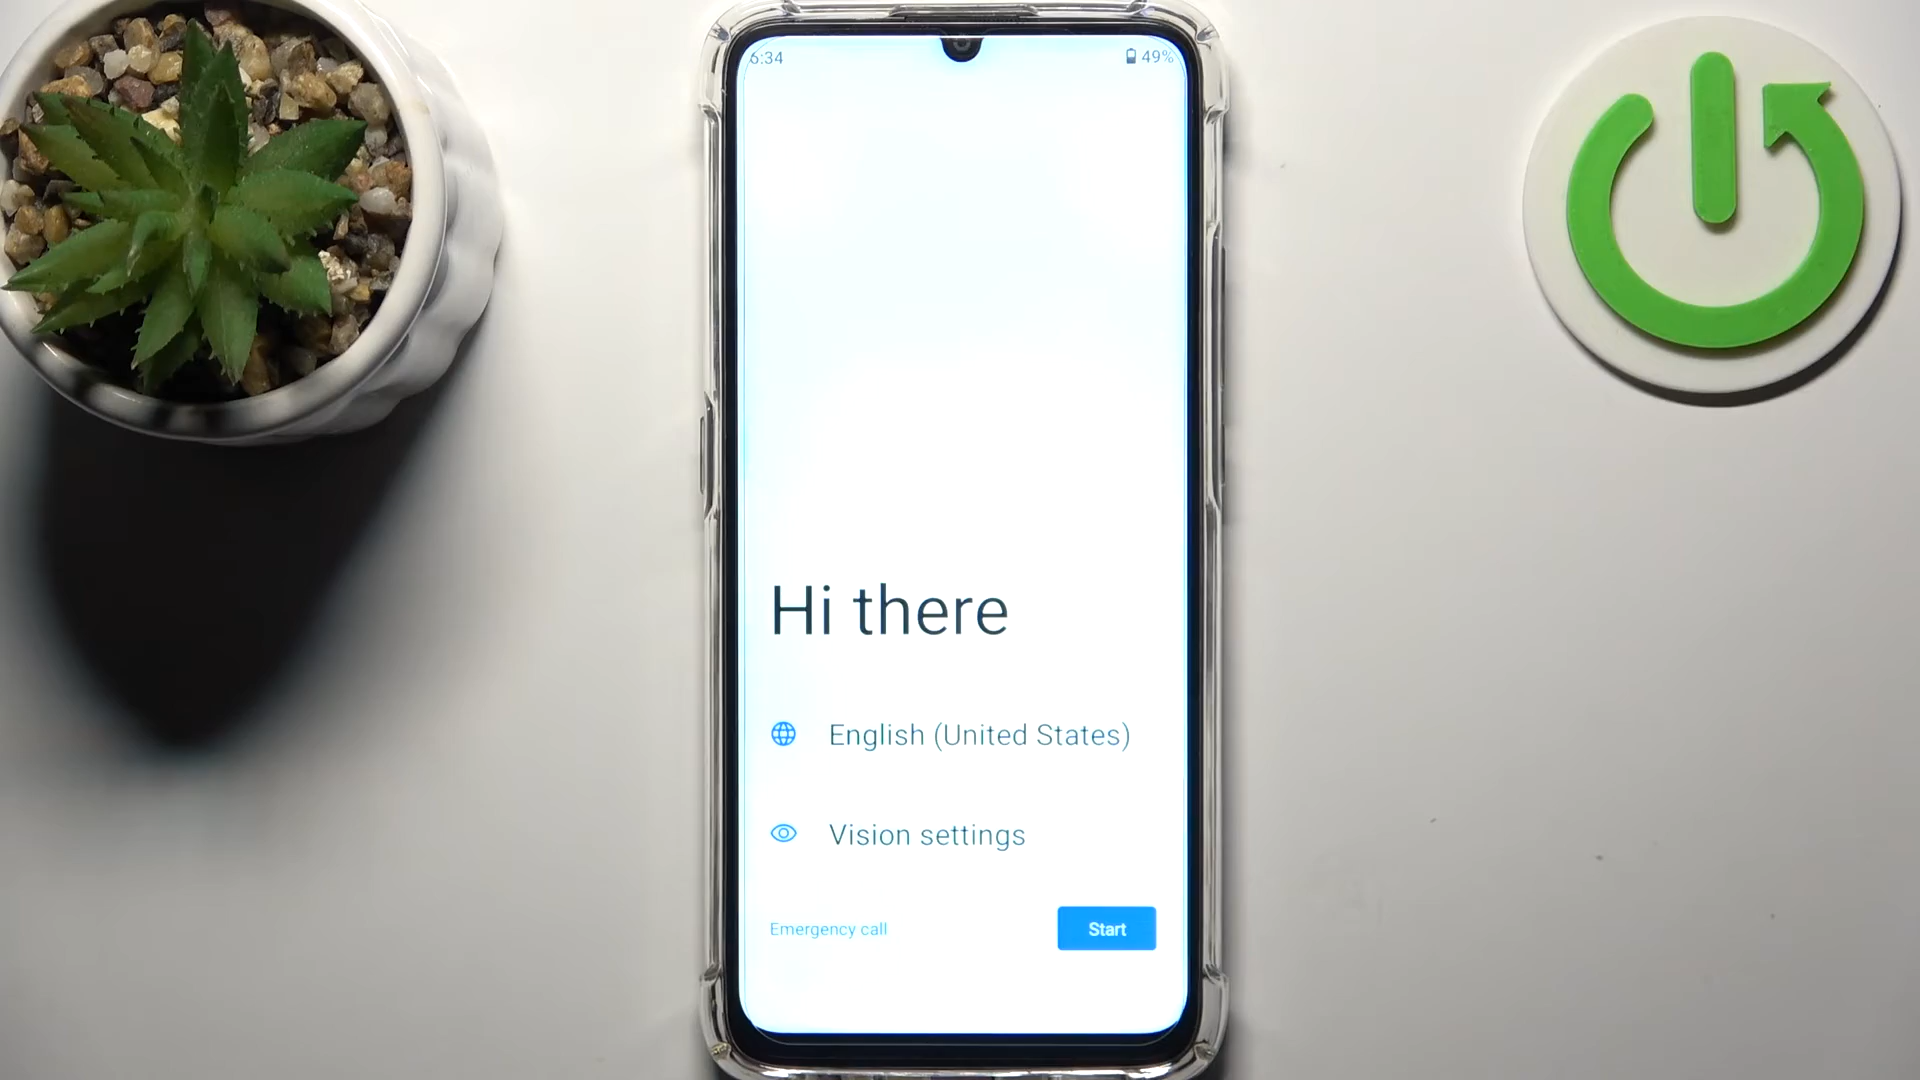 6:34
49%
Hi there
English (United States)
Vision settings
Emergency call
Start